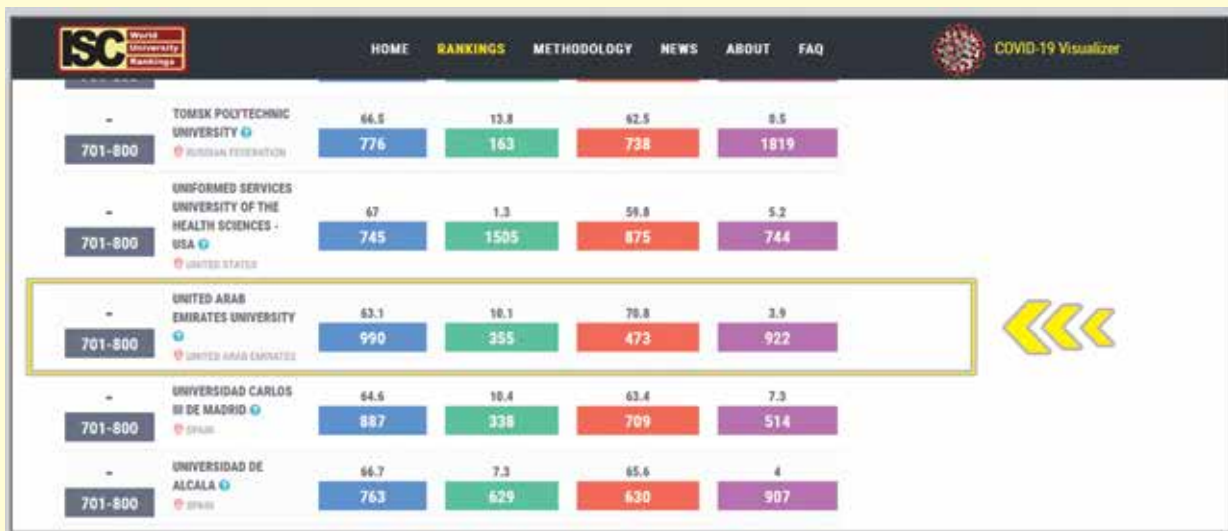 ISC World University Rankings
HOME RANKINGS METHODOLOGY NEWS ABOUT FAQ
COVID-19 Visualizer
- TOMSK POLYTECHNIC 66.5 13.8 62.5
UNIVERSITY
701-800 776 163 738 1819
RUSSIAN FEDERATION
UNIFORMED SERVICES
UNIVERSITY OF THE
- HEALTH SCIENCES - 67 1.3 59.8 5.2
701-800 USA 745 1505 875 744
UNITED STATES
- UNITED ARAB 63.1 10.1 70.8 3.9
EMIRATES UNIVERSITY
701-800 990 355 473 922
UNITED ARAB EMIRATES
- UNIVERSIDAD CARLOS 64.6 10.4 63.4 7.3
III DE MADRID
701-800 887 338 709 514
SPAIN
- UNIVERSIDAD DE 66.7 7.3 65.6 4
ALCALA
701-800 763 629 630 907
SPAIN